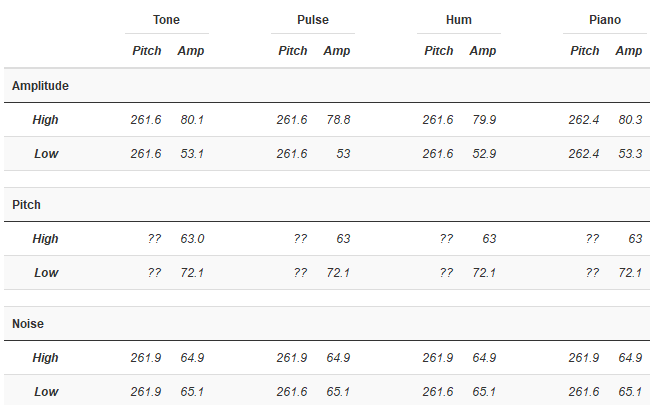 Tone Pulse Hum Piano
Pitch Amp Pitch Amp Pitch Amp Pitch Amp
Amplitude
High 261.6 80.1 261.6 78.8 261.6 79.9 262.4 80.3
Low 261.6 53.1 261.6 53 261.6 52.9 262.4 53.3
Pitch
High ?? 63.0 ?? 63 ?? 63 ?? 63
Low ?? 72.1 ?? 72.1 ?? 72.1 ?? 72.1
Noise
High 261.9 64.9 261.9 64.9 261.9 64.9 261.9 64.9
Low 261.9 65.1 261.6 65.1 261.6 65.1 261.6 65.1